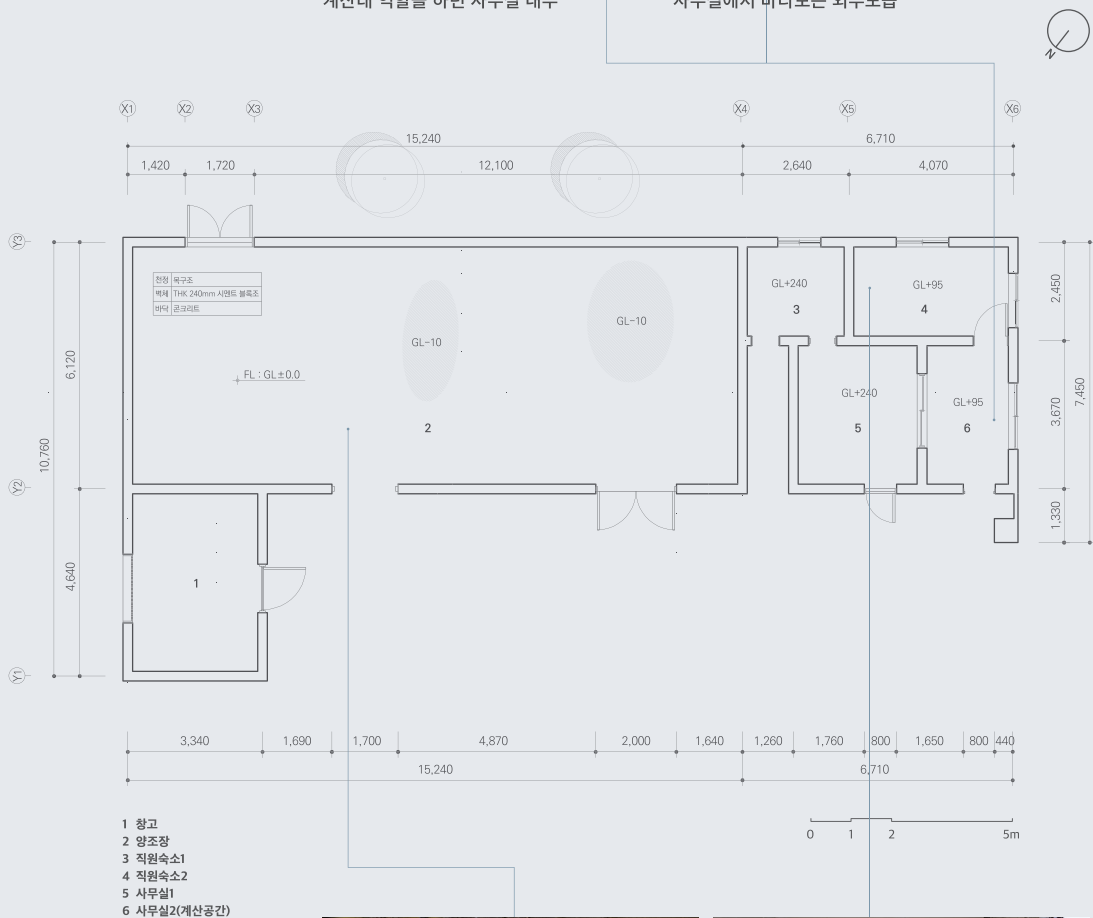 계산대 역할을 하던 사무실 내부
사무실에서 바라보는 외부모습
N
X1 X2 X3 X4 X5 X6
15,240 6,710
1,420 1,720 12,100 2,640 4,070
Y3
천정 목구조
벽체 THK 240mm 시멘트 블록조
바닥 콘크리트
GL+240
3
GL+95
4
GL-10
GL-10
2,450
6,120
FL : GL±0.0
GL+240
5
GL+95
6
3,670
7,450
2
10,760
Y2
1,330
4,640
1
Y1
3,340 1,690 1,700 4,870 2,000 1,640 1,260 1,760 800 1,650 800 440
15,240 6,710
0 1 2 5m
1 창고
2 양조장
3 직원숙소1
4 직원숙소2
5 사무실1
6 사무실2(계산공간)